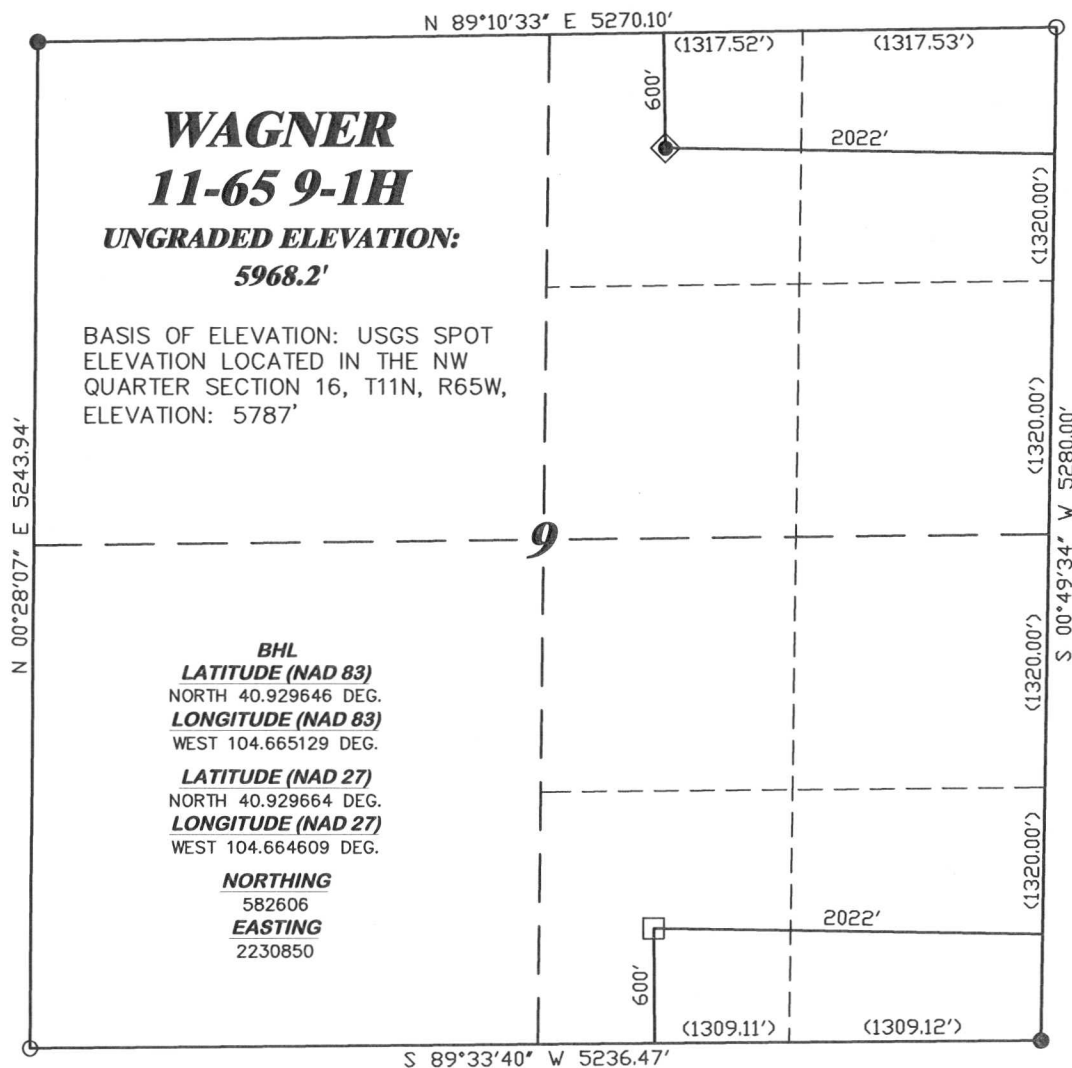 N 89°10'33" E 5270.10'
(1317.52')
(1317.53')
600'
2022'
WAGNER
11-65 9-1H
UNGRADED ELEVATION:
5968.2'
(1320.00')
BASIS OF ELEVATION: USGS SPOT
ELEVATION LOCATED IN THE NW
QUARTER SECTION 16, T11N, R65W,
ELEVATION: 5787'
(1320.00')
N 00°28'07" E 5243.94'
S 00°49'34" W 5280.00'
9
BHL
LATITUDE (NAD 83)
NORTH 40.929646 DEG.
LONGITUDE (NAD 83)
WEST 104.665129 DEG.
(1320.00')
LATITUDE (NAD 27)
NORTH 40.929664 DEG.
LONGITUDE (NAD 27)
WEST 104.664609 DEG.
(1320.00')
NORTHING
582606
EASTING
2230850
2022'
600'
(1309.11')
(1309.12')
S 89°33'40" W 5236.47'